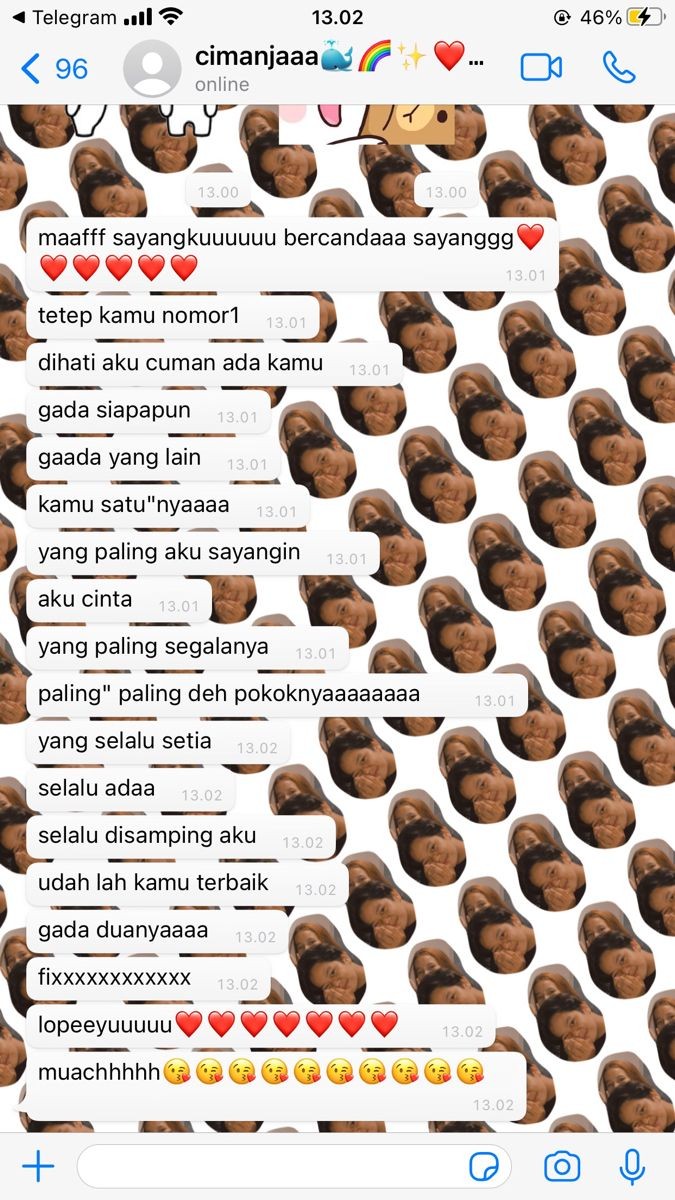 Telegram 13.02 46%
96 cimanjaaa🐳🌈✨❤️...
online
13.00 13.00
maafff sayangkuuuuuu bercandaaa sayanggg❤️
❤️❤️❤️❤️❤️ 13.01
tetep kamu nomor1 13.01
dihati aku cuman ada kamu 13.01
gada siapapun 13.01
gaada yang lain 13.01
kamu satu"nyaaaa 13.01
yang paling aku sayangin 13.01
aku cinta 13.01
yang paling segalanya 13.01
paling" paling deh pokoknyaaaaaaaa 13.01
yang selalu setia 13.02
selalu adaa 13.02
selalu disamping aku 13.02
udah lah kamu terbaik 13.02
gada duanyaaaa 13.02
fixxxxxxxxxxxx 13.02
lopeeyuuuuu❤️❤️❤️❤️❤️❤️❤️ 13.02
muachhhhh😘😘😘😘😘😘😘😘😘😘
13.02